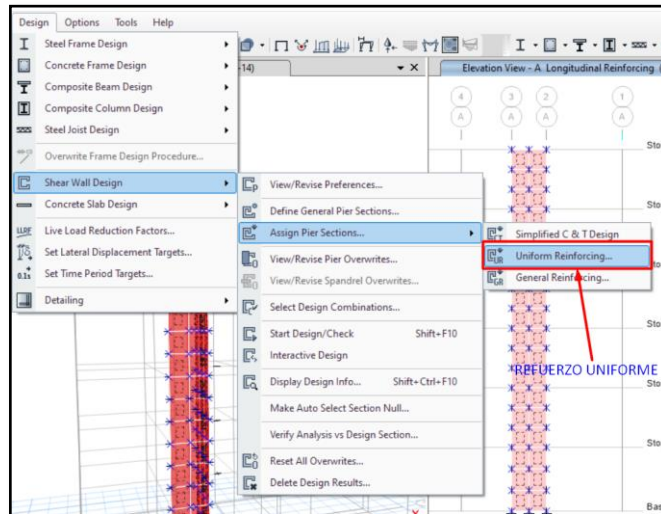 Design Options Tools Help
Steel Frame Design
Concrete Frame Design
Composite Beam Design
Composite Column Design
Steel Joist Design
Overwrite Frame Design Procedure...
Shear Wall Design
Concrete Slab Design
LLRF Live Load Reduction Factors...
Set Lateral Displacement Targets...
0.1s Set Time Period Targets...
Detailing
View/Revise Preferences...
Define General Pier Sections...
Assign Pier Sections...
View/Revise Pier Overwrites...
View/Revise Spandrel Overwrites...
Select Design Combinations...
Start Design/Check Shift+F10
Interactive Design
Display Design Info... Shift+Ctrl+F10
Make Auto Select Section Null...
Verify Analysis vs Design Section...
Reset All Overwrites...
Delete Design Results...
Simplified C & T Design
Uniform Reinforcing...
General Reinforcing...
REFUERZO UNIFORME
-14)
Elevation View - A Longitudinal Reinforcing
4 3 2 1
A A A A
Sto
Sto
Sto
Sto
Sto
Bas